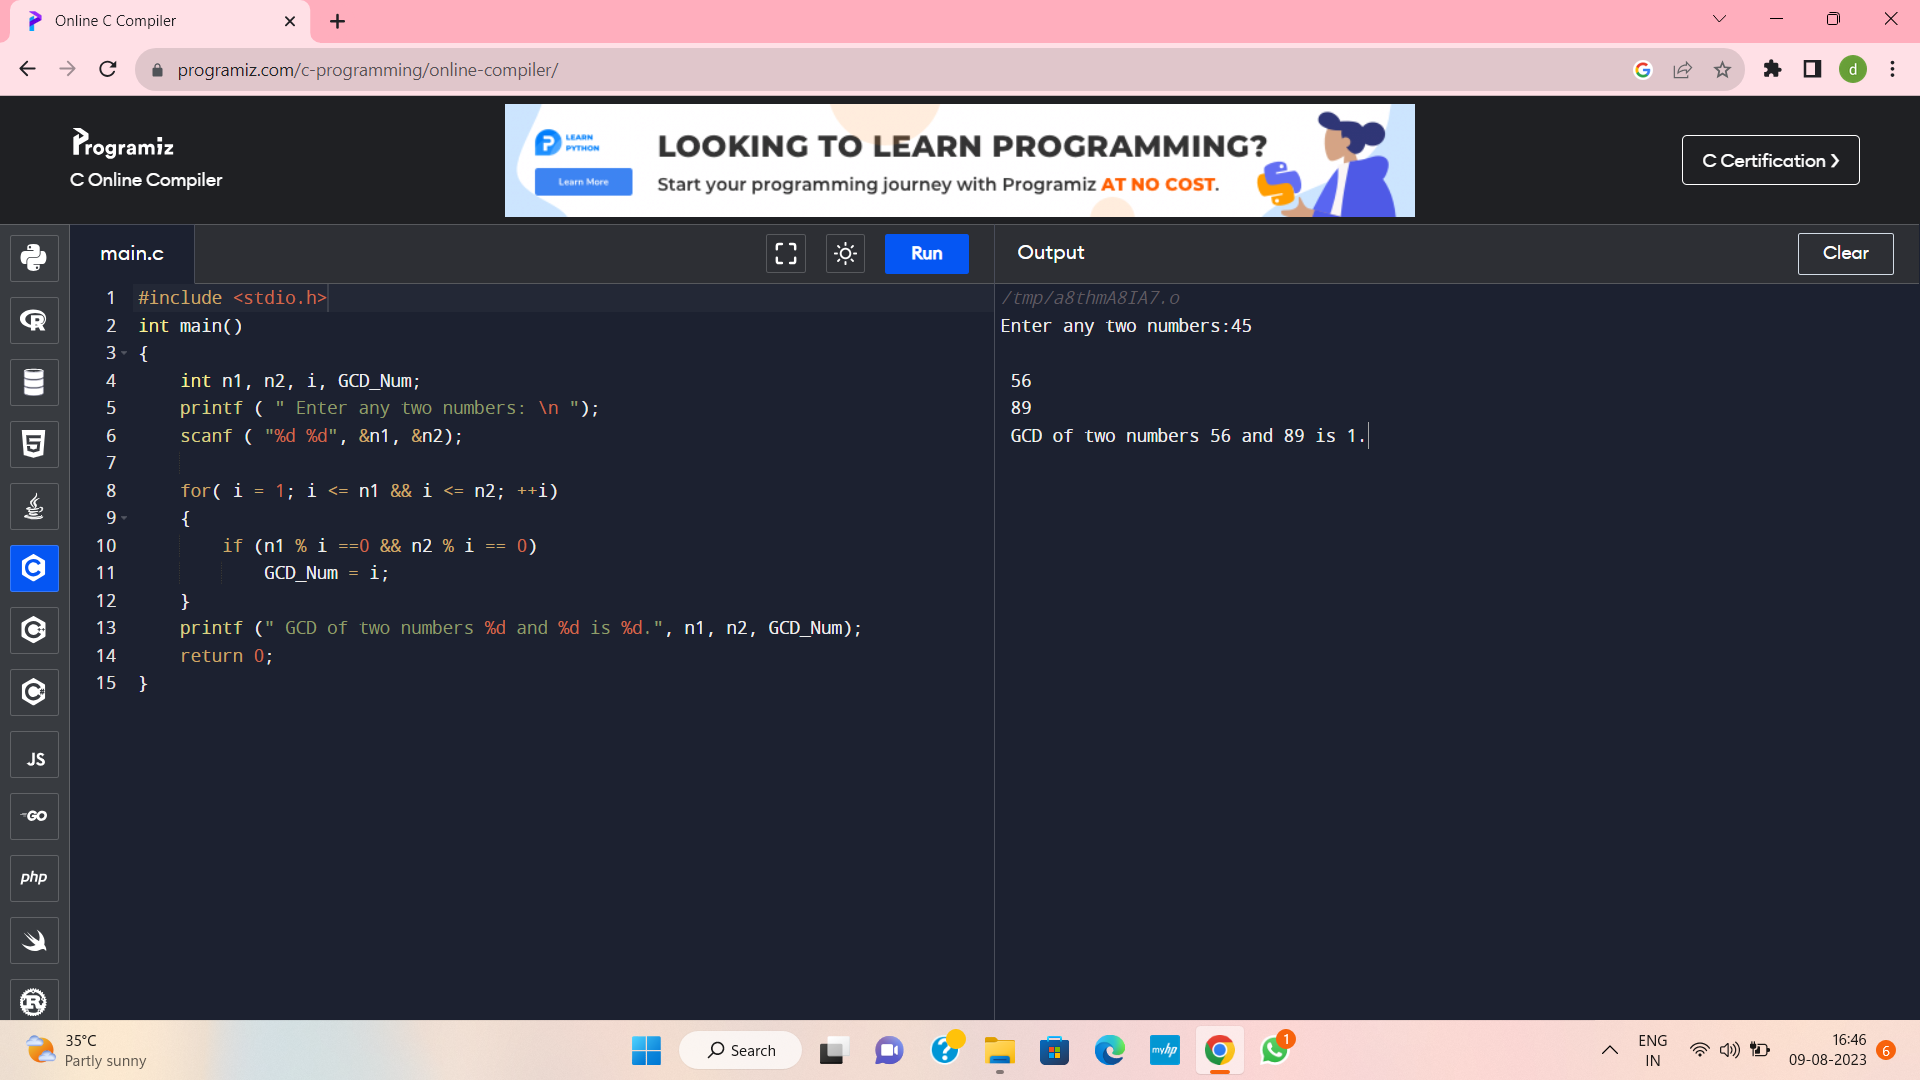 Online C Compiler
programiz.com/c-programming/online-compiler/
d
Programiz
C Online Compiler
LEARN
PYTHON
Learn More
LOOKING TO LEARN PROGRAMMING?
Start your programming journey with Programiz AT NO COST.
C Certification ❯
main.c
Run
Output
Clear
1 #include <stdio.h>
2 int main()
3 {
4 int n1, n2, i, GCD_Num;
5 printf ( " Enter any two numbers: \n ");
6 scanf ( "%d %d", &n1, &n2);
7
8 for( i = 1; i <= n1 && i <= n2; ++i)
9 {
10 if (n1 % i ==0 && n2 % i == 0)
11 GCD_Num = i;
12 }
13 printf (" GCD of two numbers %d and %d is %d.", n1, n2, GCD_Num);
14 return 0;
15 }
/tmp/a8thmA8IA7.o
Enter any two numbers:45
56
89
GCD of two numbers 56 and 89 is 1.
JS
GO
php
35°C
Partly sunny
Search
myhp
1
ENG
IN
16:46
09-08-2023
6